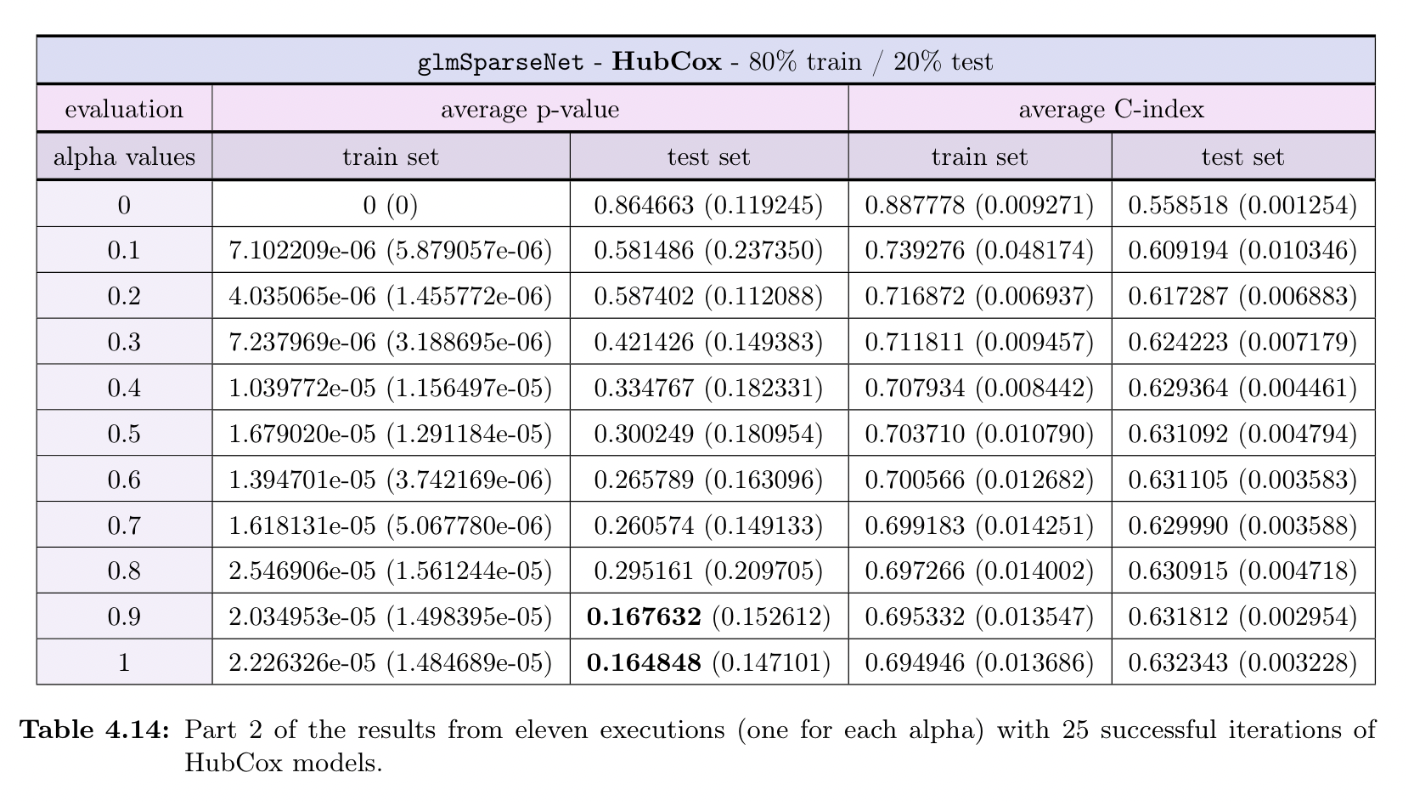 glmSparseNet - HubCox - 80% train / 20% test
evaluation average p-value average C-index
alpha values train set test set train set test set
0 0 (0) 0.864663 (0.119245) 0.887778 (0.009271) 0.558518 (0.001254)
0.1 7.102209e-06 (5.879057e-06) 0.581486 (0.237350) 0.739276 (0.048174) 0.609194 (0.010346)
0.2 4.035065e-06 (1.455772e-06) 0.587402 (0.112088) 0.716872 (0.006937) 0.617287 (0.006883)
0.3 7.237969e-06 (3.188695e-06) 0.421426 (0.149383) 0.711811 (0.009457) 0.624223 (0.007179)
0.4 1.039772e-05 (1.156497e-05) 0.334767 (0.182331) 0.707934 (0.008442) 0.629364 (0.004461)
0.5 1.679020e-05 (1.291184e-05) 0.300249 (0.180954) 0.703710 (0.010790) 0.631092 (0.004794)
0.6 1.394701e-05 (3.742169e-06) 0.265789 (0.163096) 0.700566 (0.012682) 0.631105 (0.003583)
0.7 1.618131e-05 (5.067780e-06) 0.260574 (0.149133) 0.699183 (0.014251) 0.629990 (0.003588)
0.8 2.546906e-05 (1.561244e-05) 0.295161 (0.209705) 0.697266 (0.014002) 0.630915 (0.004718)
0.9 2.034953e-05 (1.498395e-05) 0.167632 (0.152612) 0.695332 (0.013547) 0.631812 (0.002954)
1 2.226326e-05 (1.484689e-05) 0.164848 (0.147101) 0.694946 (0.013686) 0.632343 (0.003228)
Table 4.14: Part 2 of the results from eleven executions (one for each alpha) with 25 successful iterations of
HubCox models.